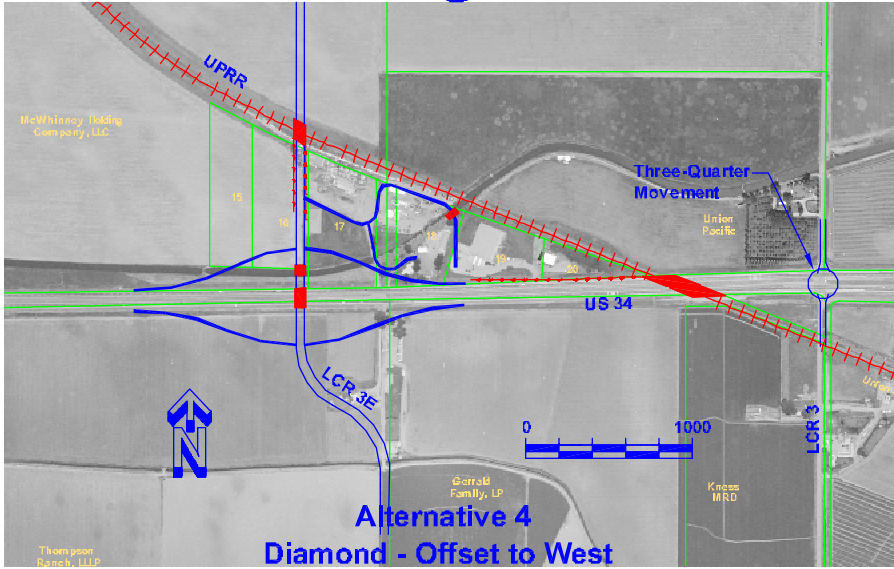 UPRR
McWhinney Holding
Company, LLC
Three-Quarter
Movement
15
16
17
18
19
20
Union
Pacific
US 34
LCR 3E
LCR 3
N
0 1000
Gerrald
Family, LP
Kness
MRD
Alternative 4
Diamond - Offset to West
Thompson
Ranch, LLLP